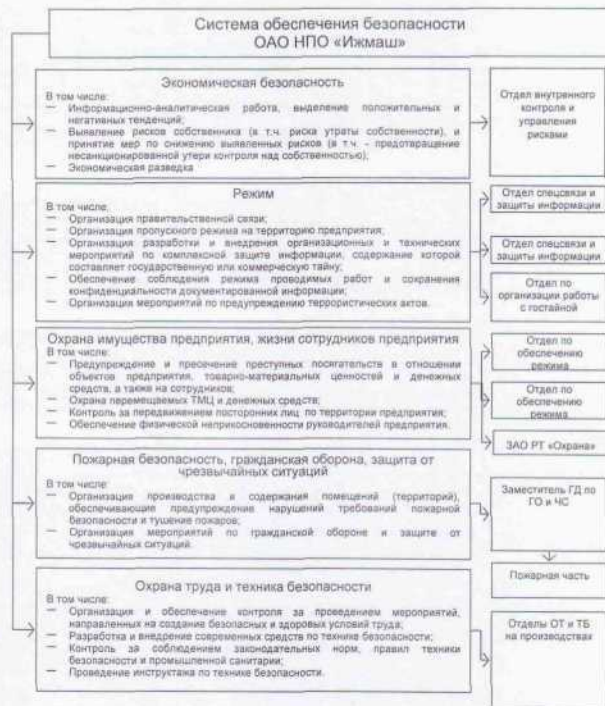 Система обеспечения безопасности
ОАО НПО «Ижмаш»
Экономическая безопасность
В том числе:
— Информационно-аналитическая работа, выделение положительных и
негативных тенденций;
— Выявление рисков собственника (в т.ч. риска утраты собственности), и
принятие мер по снижению выявленных рисков (в т.ч. - предотвращение
несанкционированной утери контроля над собственностью);
— Экономическая разведка
Отдел внутреннего
контроля и
управления
рисками
Режим
В том числе:
— Организация правительственной связи;
— Организация пропускного режима на территорию предприятия;
— Организация разработки и внедрения организационных и технических
мероприятий по комплексной защите информации, содержание которой
составляет государственную или коммерческую тайну;
— Обеспечение соблюдения режима проводимых работ и сохранения
конфиденциальности документированной информации;
— Организация мероприятий по предупреждению террористических актов.
Отдел спецсвязи и
защиты информации
Отдел спецсвязи и
защиты информации
Отдел по
организации работы
с гостайной
Охрана имущества предприятия, жизни сотрудников предприятия
В том числе:
— Предупреждение и пресечение преступных посягательств в отношении
объектов предприятия, товарно-материальных ценностей и денежных
средств, а также на сотрудников;
— Охрана перемещаемых ТМЦ и денежных средств;
— Контроль за передвижением посторонних лиц по территории предприятия;
— Обеспечение физической неприкосновенности руководителей предприятия.
Отдел по
обеспечению
режима
Отдел по
обеспечению
режима
ЗАО РТ «Охрана»
Пожарная безопасность, гражданская оборона, защита от
чрезвычайных ситуаций
В том числе:
— Организация производства и содержания помещений (территорий),
обеспечивающие предупреждение нарушений требований пожарной
безопасности и тушение пожаров;
— Организация мероприятий по гражданской обороне и защите от
чрезвычайных ситуаций.
Заместитель ГД по
ГО и ЧС
Пожарная часть
Охрана труда и техника безопасности
В том числе:
— Организация и обеспечение контроля за проведением мероприятий,
направленных на создание безопасных и здоровых условий труда;
— Разработка и внедрение современных средств по технике безопасности;
— Контроль за соблюдением законодательных норм, правил техники
безопасности и промышленной санитарии;
— Проведение инструктажа по технике безопасности.
Отделы ОТ и ТБ
на производствах